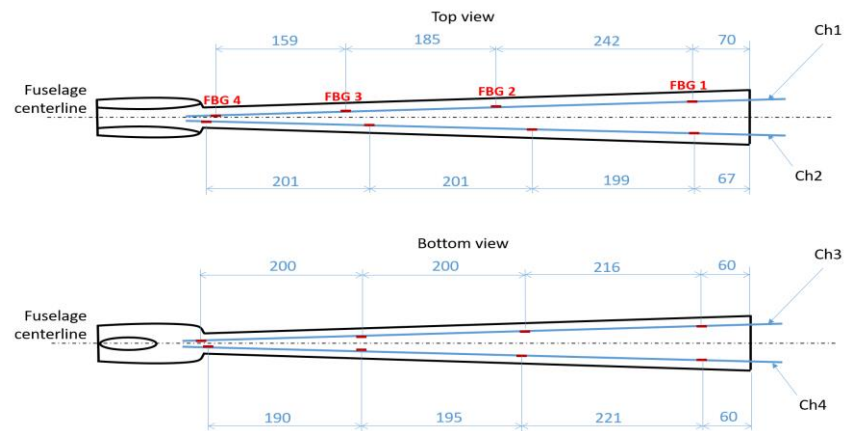 Top view
159 185 242 70
Ch1
Fuselage
centerline
FBG 4 FBG 3 FBG 2 FBG 1
201 201 199 67
Ch2
Bottom view
200 200 216 60
Ch3
Fuselage
centerline
190 195 221 60
Ch4